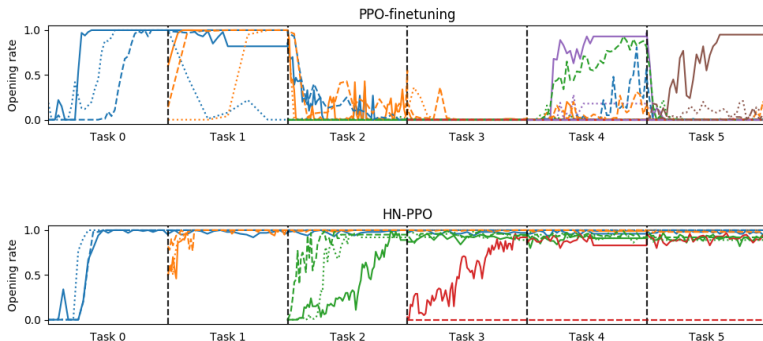 PPO-finetuning
Opening rate
1.0
0.5
0.0
Task 0 Task 1 Task 2 Task 3 Task 4 Task 5
HN-PPO
Opening rate
1.0
0.5
0.0
Task 0 Task 1 Task 2 Task 3 Task 4 Task 5